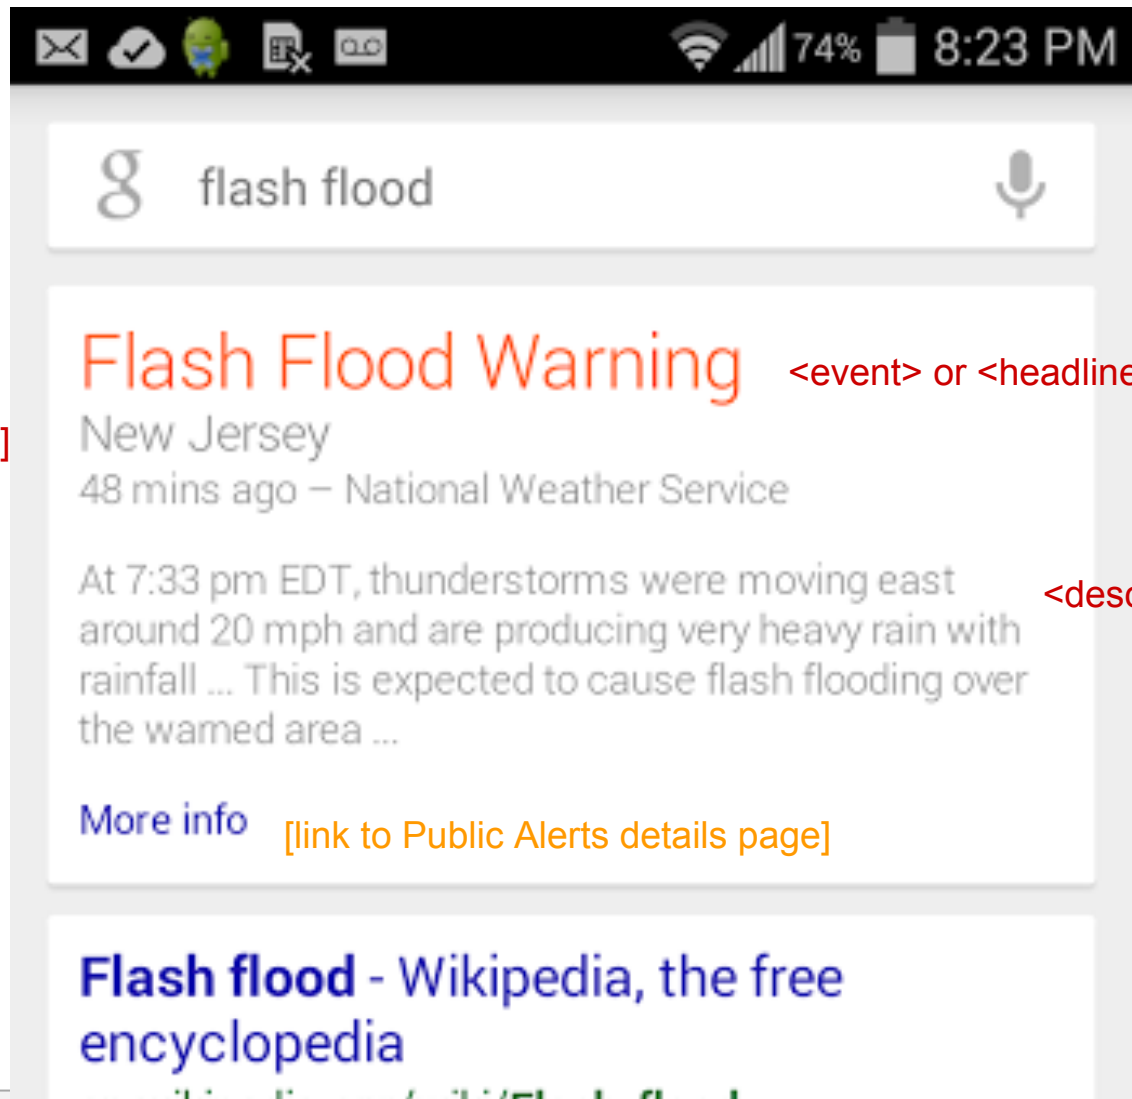 74% 8:23 PM
g flash flood
Flash Flood Warning <event> or <headline
New Jersey
]
48 mins ago – National Weather Service
At 7:33 pm EDT, thunderstorms were moving east
<desc
around 20 mph and are producing very heavy rain with
rainfall ... This is expected to cause flash flooding over
the warned area ...
More info [link to Public Alerts details page]
Flash flood - Wikipedia, the free
encyclopedia